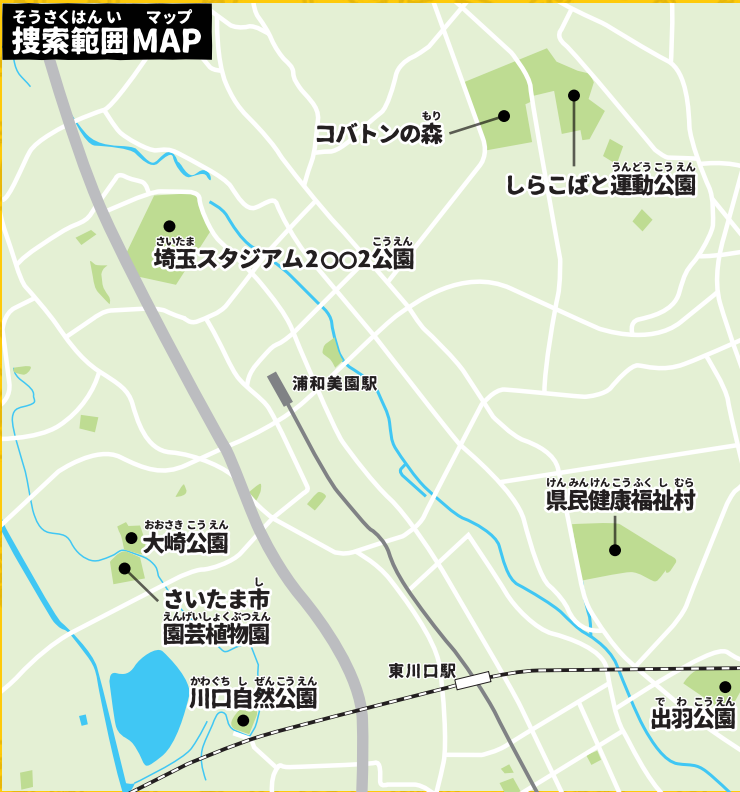 そうさくはんい マップ
捜索範囲MAP
もり
コバトンの森
うんどうこうえん
しらこばと運動公園
さいたま こうえん
埼玉スタジアム2○○2公園
浦和美園駅
けんみんけんこうふくしむら
県民健康福祉村
おおさきこうえん
大崎公園
し
さいたま市
えんげいしょくぶつえん
園芸植物園
東川口駅
かわぐちしぜんこうえん
川口自然公園
でわこうえん
出羽公園